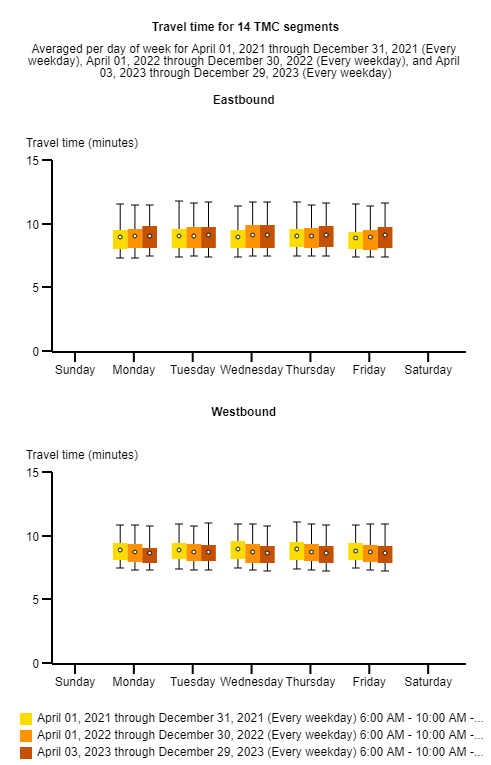 Travel time for 14 TMC segments
Averaged per day of week for April 01, 2021 through December 31, 2021 (Every
weekday), April 01, 2022 through December 30, 2022 (Every weekday), and April
03, 2023 through December 29, 2023 (Every weekday)
Eastbound
Travel time (minutes)
15
10
5
0
Sunday Monday Tuesday Wednesday Thursday Friday Saturday
Westbound
Travel time (minutes)
15
10
5
0
Sunday Monday Tuesday Wednesday Thursday Friday Saturday
April 01, 2021 through December 31, 2021 (Every weekday) 6:00 AM - 10:00 AM -...
April 01, 2022 through December 30, 2022 (Every weekday) 6:00 AM - 10:00 AM -...
April 03, 2023 through December 29, 2023 (Every weekday) 6:00 AM - 10:00 AM -...